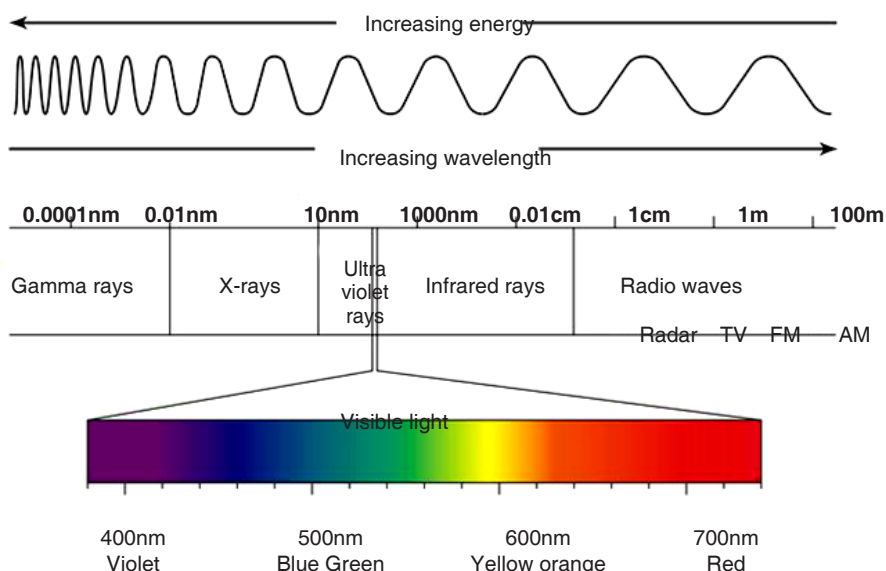 Increasing energy
Increasing wavelength
0.0001nm 0.01nm 10nm 1000nm 0.01cm 1cm 1m 100m
Gamma rays X-rays Ultra violet rays Infrared rays Radio waves
Radar TV FM AM
Visible light
400nm 500nm 600nm 700nm
Violet Blue Green Yellow orange Red